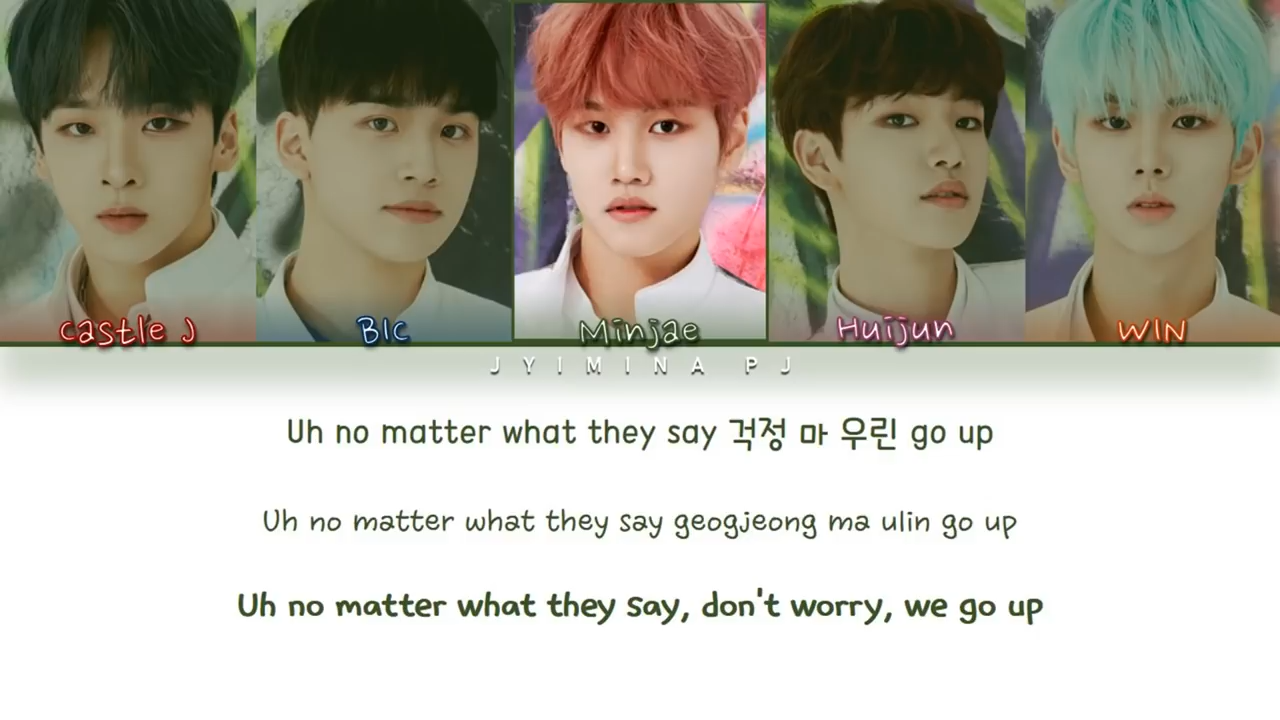 Castle J BIC Minjae Huijun WIN
JYIMINA PJ
Uh no matter what they say 걱정 마 우린 go up
Uh no matter what they say geogjeong ma ulin go up
Uh no matter what they say, don't worry, we go up